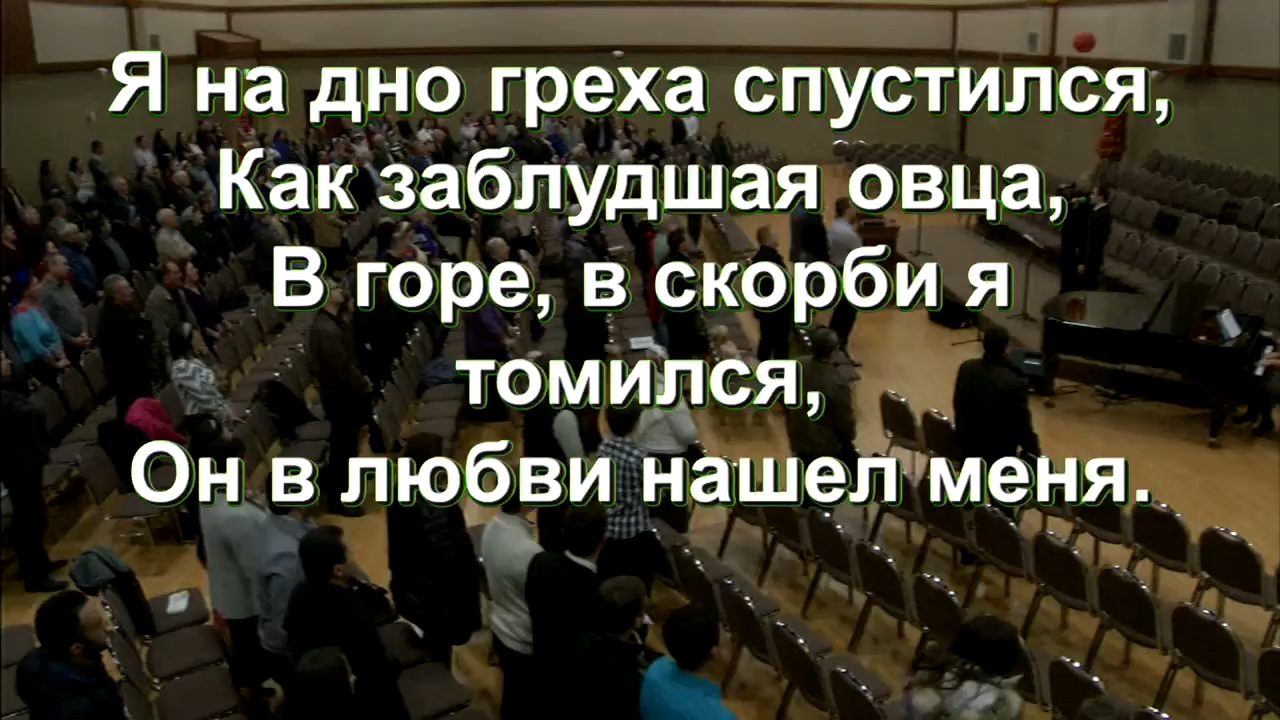 Я на дно греха спустился,
Как заблудшая овца,
В горе, в скорби я
томился,
Он в любви нашел меня.